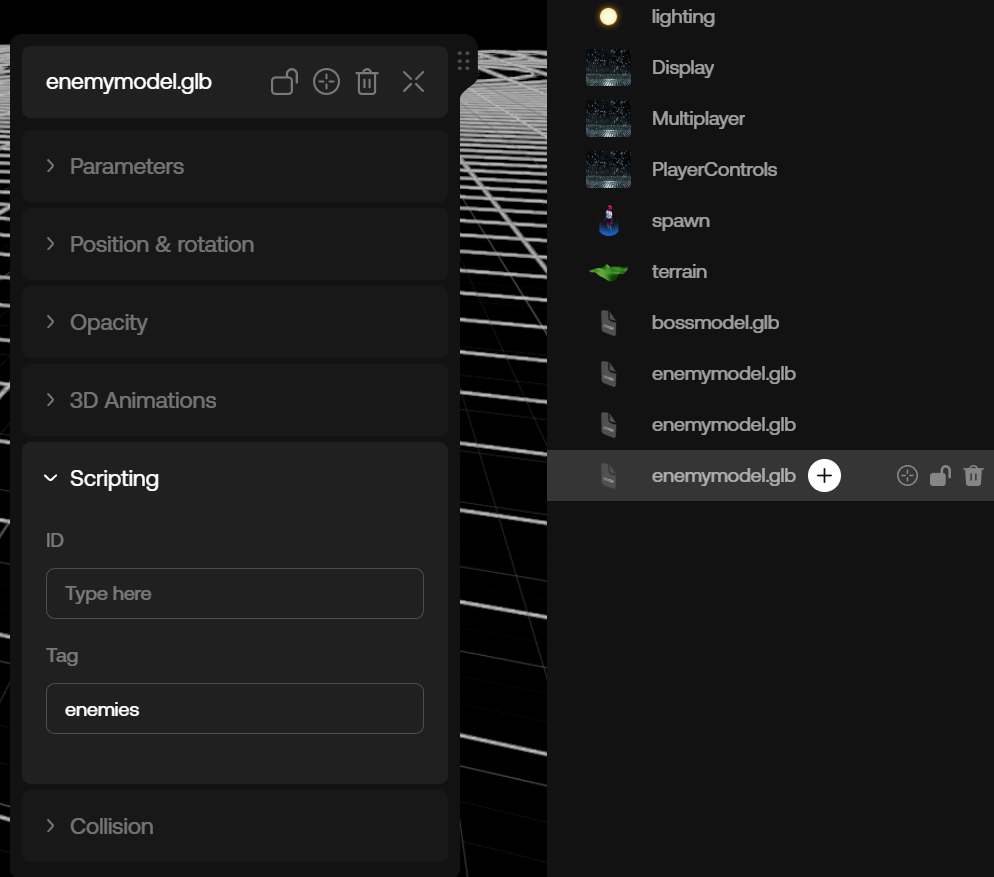 enemymodel.glb
Parameters
Position & rotation
Opacity
3D Animations
Scripting
ID
Type here
Tag
enemies
Collision
lighting
Display
Multiplayer
PlayerControls
spawn
terrain
bossmodel.glb
enemymodel.glb
enemymodel.glb
enemymodel.glb